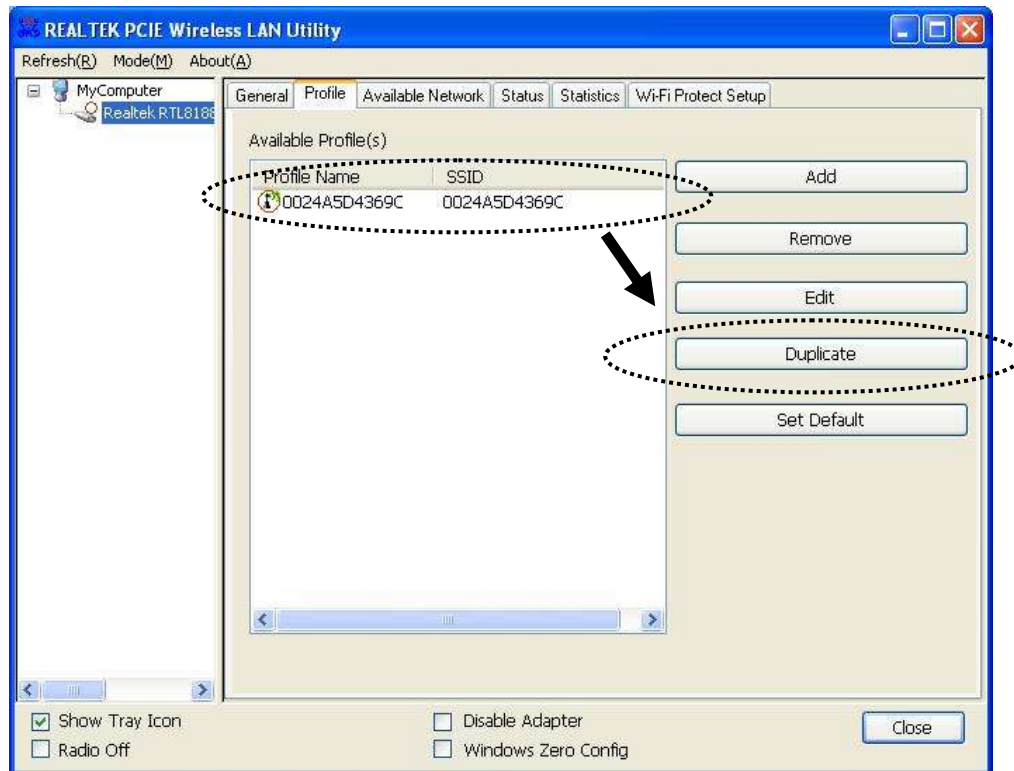 REALTEK PCIE Wireless LAN Utility
Refresh(R) Mode(M) About(A)
MyComputer
Realtek RTL8188
General Profile Available Network Status Statistics Wi-Fi Protect Setup
Available Profile(s)
Profile Name SSID
0024A5D4369C 0024A5D4369C
Add
Remove
Edit
Duplicate
Set Default
Show Tray Icon
Radio Off
Disable Adapter
Windows Zero Config
Close